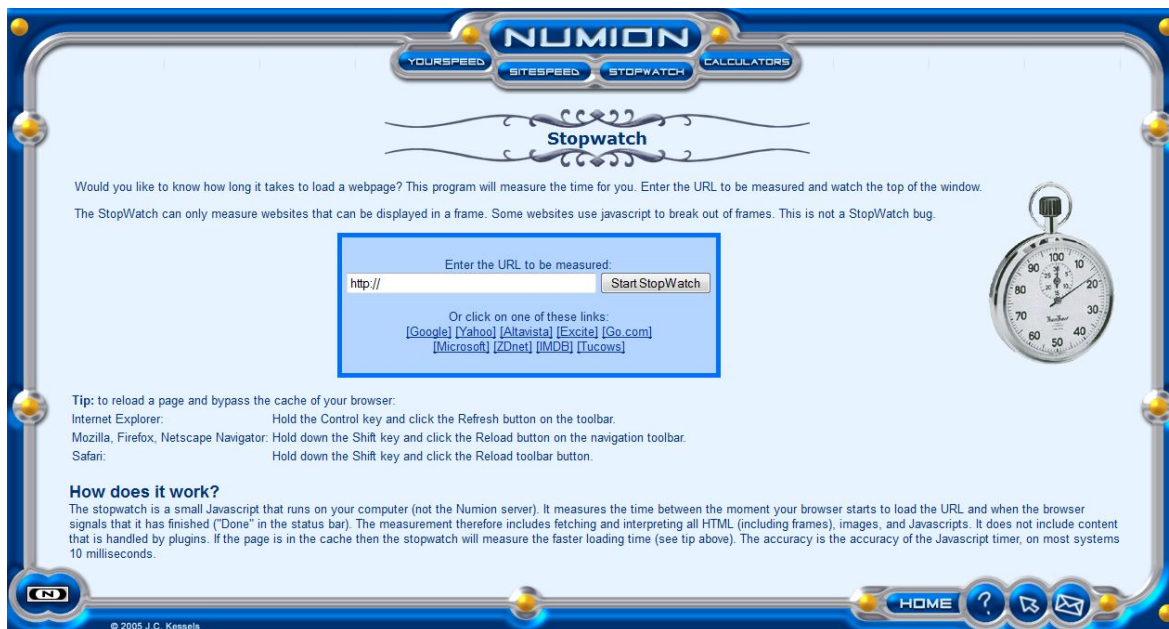 NUMION
YOURSPEED
SITESPEED
STOPWATCH
CALCULATORS
Stopwatch
Would you like to know how long it takes to load a webpage? This program will measure the time for you. Enter the URL to be measured and watch the top of the window.
The StopWatch can only measure websites that can be displayed in a frame. Some websites use javascript to break out of frames. This is not a StopWatch bug.
Enter the URL to be measured:
http://
Start StopWatch
Or click on one of these links:
[Google] [Yahoo] [Altavista] [Excite] [Go.com]
[Microsoft] [ZDnet] [IMDB] [Tucows]
100
10
20
30
40
50
60
70
80
90
Tip: to reload a page and bypass the cache of your browser:
Internet Explorer: Hold the Control key and click the Refresh button on the toolbar.
Mozilla, Firefox, Netscape Navigator: Hold down the Shift key and click the Reload button on the navigation toolbar.
Safari: Hold down the Shift key and click the Reload toolbar button.
How does it work?
The stopwatch is a small Javascript that runs on your computer (not the Numion server). It measures the time between the moment your browser starts to load the URL and when the browser
signals that it has finished ("Done" in the status bar). The measurement therefore includes fetching and interpreting all HTML (including frames), images, and Javascripts. It does not include content
that is handled by plugins. If the page is in the cache then the stopwatch will measure the faster loading time (see tip above). The accuracy is the accuracy of the Javascript timer, on most systems
10 milliseconds.
N
HOME
?
© 2005 J.C. Kessels